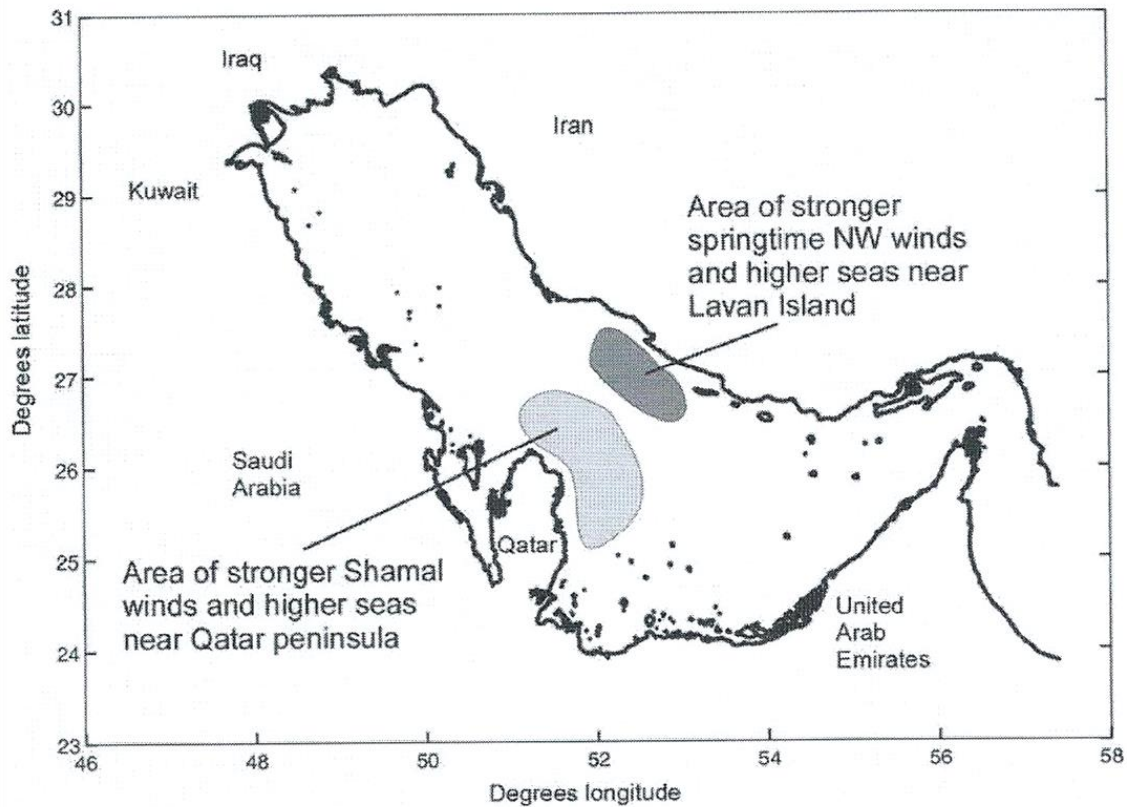 31
30
29
28
27
26
25
24
23
46
48
50
52
54
56
58
Degrees latitude
Degrees longitude
Iraq
Iran
Kuwait
Area of stronger
springtime NW winds
and higher seas near
Lavan Island
Saudi
Arabia
Qatar
Area of stronger Shamal
winds and higher seas
near Qatar peninsula
United
Arab
Emirates